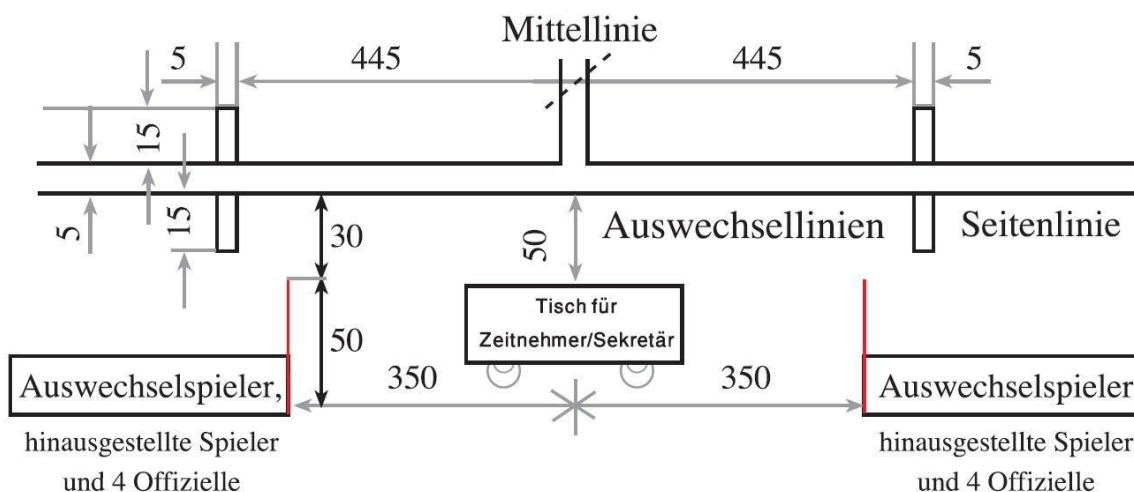 Mittellinie
5
445
445
5
15
5
15
30
50
50
Auswechsellinien
Seitenlinie
Tisch für
Zeitnehmer/Sekretär
350
350
Auswechselspieler,
hinausgestellte Spieler
und 4 Offizielle
Auswechselspieler
hinausgestellte Spieler
und 4 Offizielle